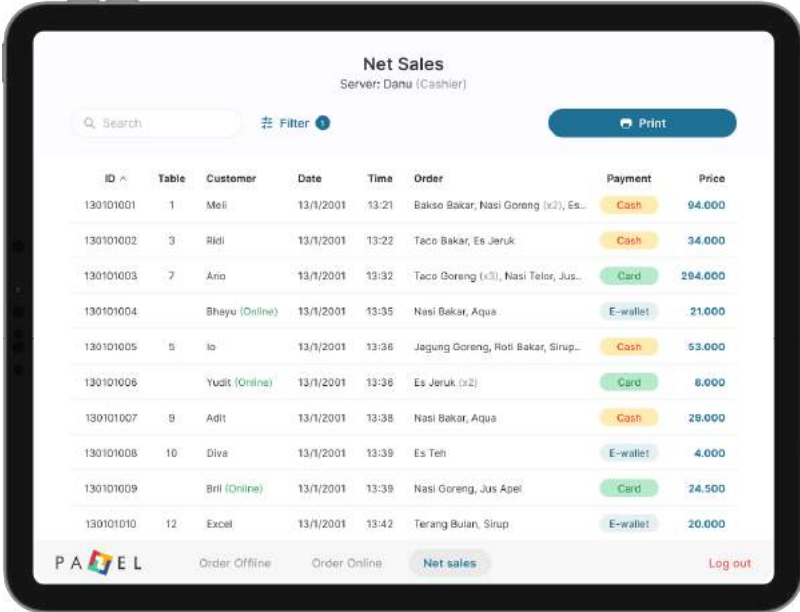 Net Sales
Server: Danu (Cashier)
Search
Filter 1
Print
ID Table Customer Date Time Order Payment Price
130101001 1 Meli 13/1/2001 13:21 Bakso Bakar, Nasi Goreng (x2), Es... Cash 94.000
130101002 3 Ridi 13/1/2001 13:22 Taco Bakar, Es Jeruk Cash 34.000
130101003 7 Ario 13/1/2001 13:32 Taco Goreng (x3), Nasi Telor, Jus... Card 294.000
130101004 Bhayu (Online) 13/1/2001 13:35 Nasi Bakar, Aqua E-wallet 21.000
130101005 5 Io 13/1/2001 13:36 Jagung Goreng, Roti Bakar, Sirup... Cash 53.000
130101006 Yudit (Online) 13/1/2001 13:36 Es Jeruk (x2) Card 8.000
130101007 9 Adit 13/1/2001 13:38 Nasi Bakar, Aqua Cash 29.000
130101008 10 Diva 13/1/2001 13:39 Es Teh E-wallet 4.000
130101009 Bril (Online) 13/1/2001 13:39 Nasi Goreng, Jus Apel Card 24.500
130101010 12 Excel 13/1/2001 13:42 Terang Bulan, Sirup E-wallet 20.000
PANEL
Order Offline
Order Online
Net sales
Log out